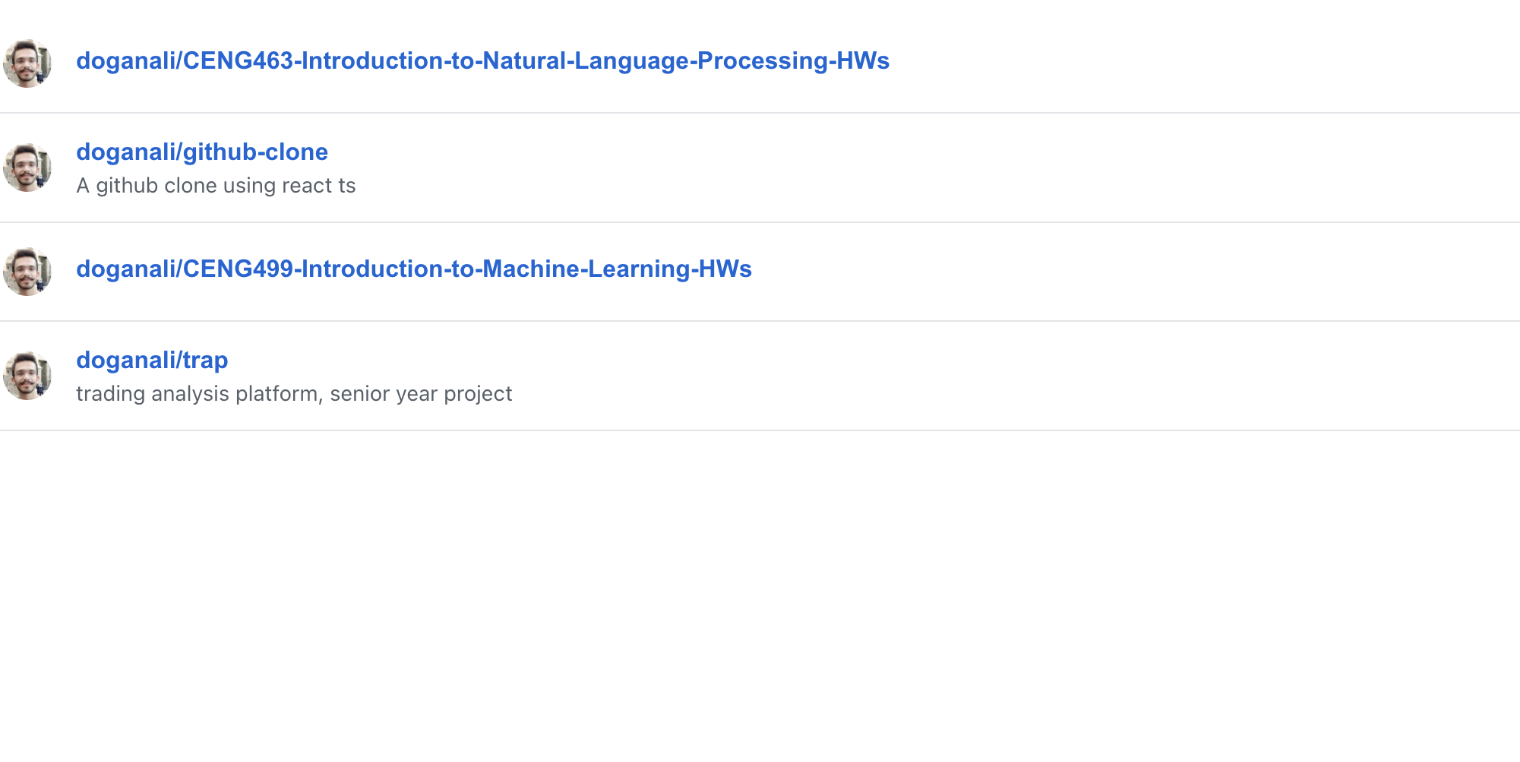 doganali/CENG463-Introduction-to-Natural-Language-Processing-HWs
doganali/github-clone
A github clone using react ts
doganali/CENG499-Introduction-to-Machine-Learning-HWs
doganali/trap
trading analysis platform, senior year project